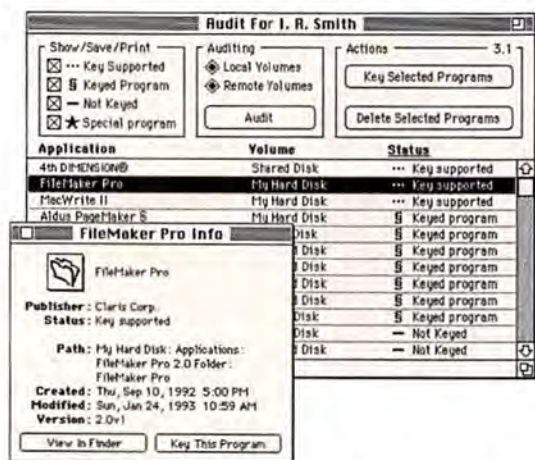 Audit For I. R. Smith
Show/Save/Print
··· Key Supported
§ Keyed Program
— Not Keyed
★ Special program
Auditing
Local Volumes
Remote Volumes
Audit
Actions 3.1
Key Selected Programs
Delete Selected Programs
Application Volume Status
4th DIMENSION® Shared Disk ··· Key supported
FileMaker Pro My Hard Disk ··· Key supported
MacWrite II My Hard Disk ··· Key supported
Aldus PageMaker § My Hard Disk § Keyed program
Disk § Keyed program
Disk § Keyed program
Disk § Keyed program
Disk § Keyed program
Disk § Keyed program
Disk § Keyed program
Disk — Not Keyed
Disk — Not Keyed
FileMaker Pro Info
FileMaker Pro
Publisher: Claris Corp.
Status: Key supported
Path: My Hard Disk: Applications:
FileMaker Pro 2.0 Folder:
FileMaker Pro
Created: Thu, Sep 10, 1992 5:00 PM
Modified: Sun, Jan 24, 1993 10:59 AM
Version: 2.0v1
View in Finder
Key This Program